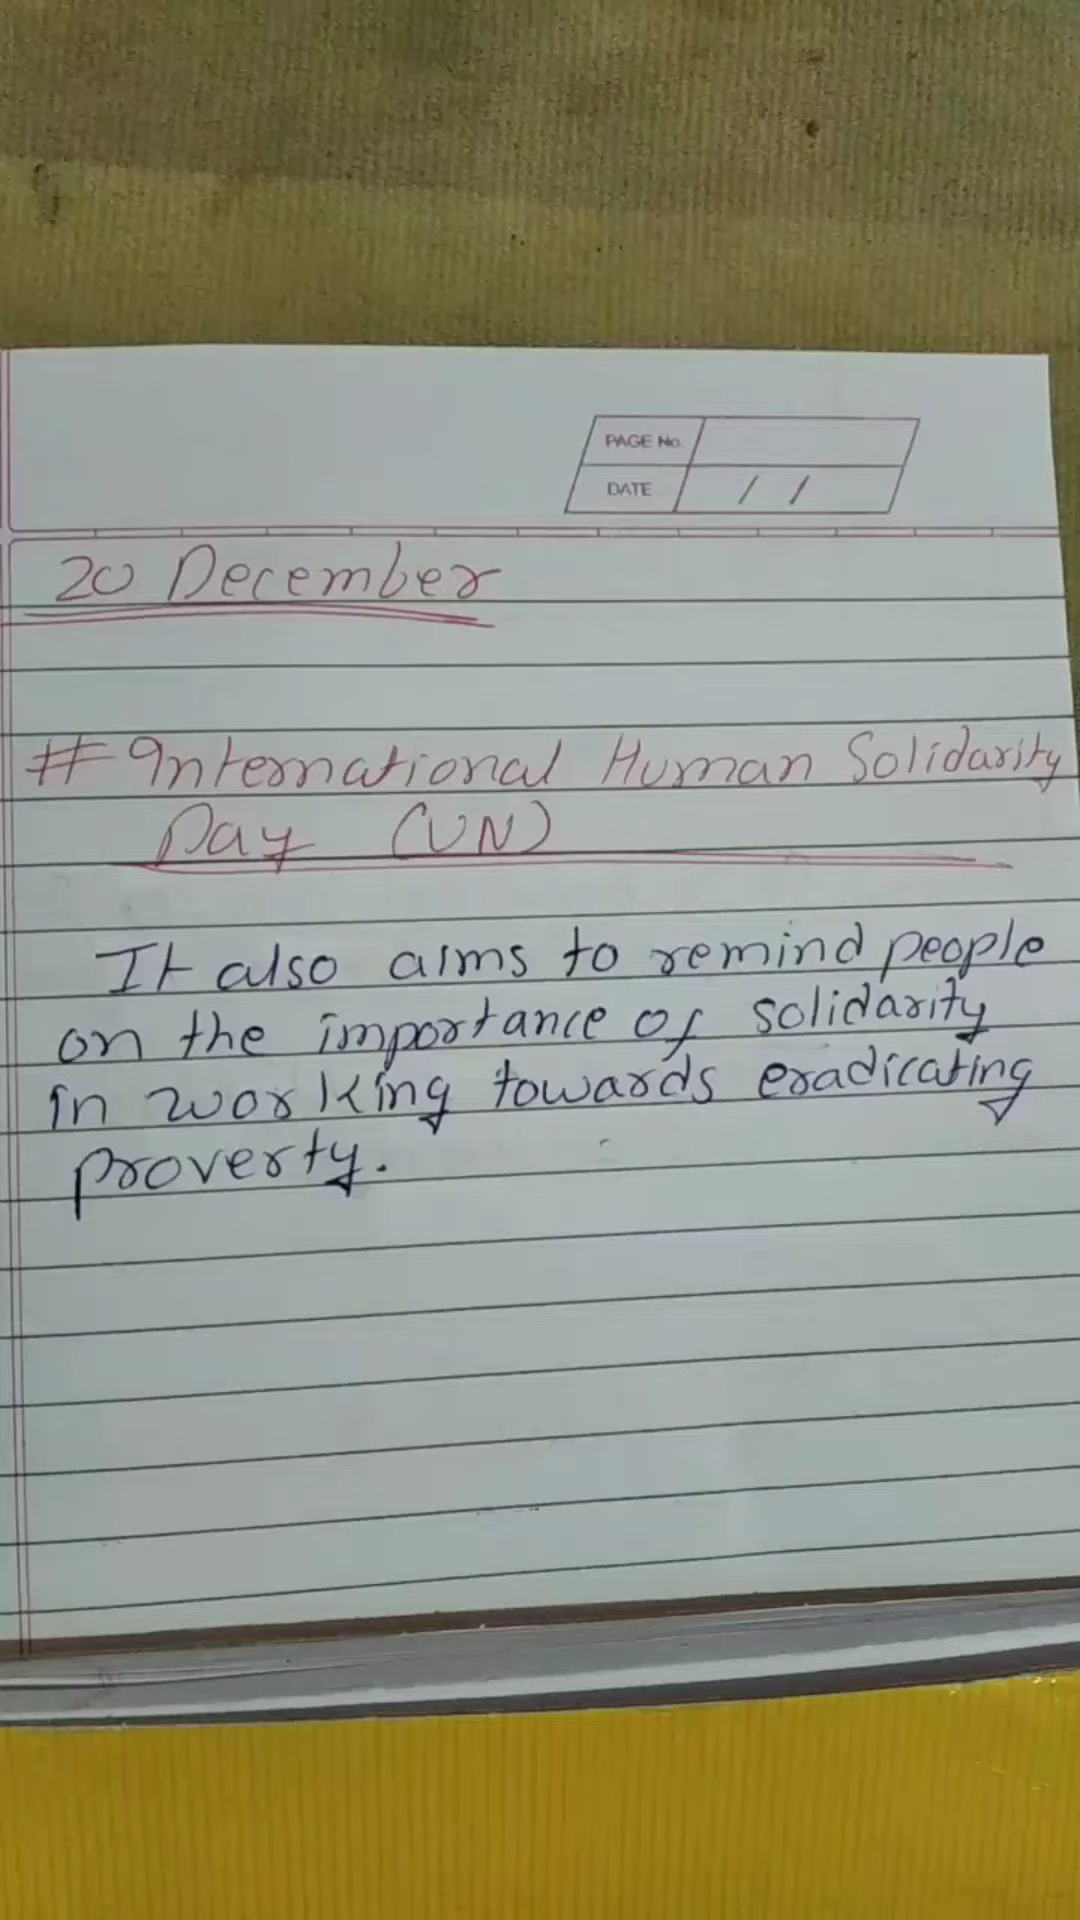 PAGE No.
DATE / /
20 December
# International Human Solidarity
Day (UN)
It also aims to remind people
on the importance of solidarity
in working towards eradicating
proverty.